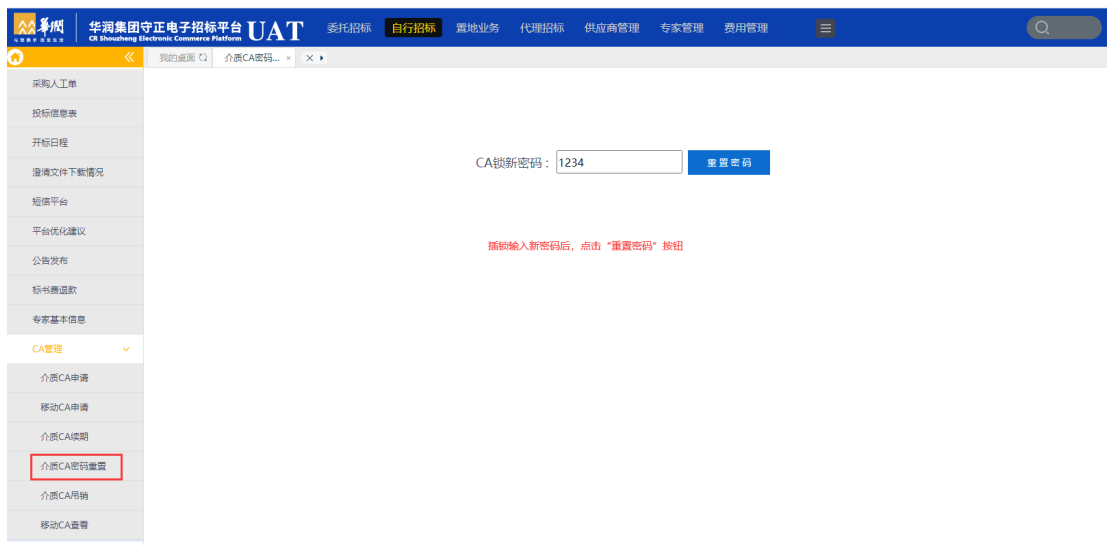 华润 华润集团守正电子招标平台 UAT 委托招标 自行招标 置地业务 代理招标 供应商管理 专家管理 费用管理
CR Shouzheng Electronic Commerce Platform
我的桌面 介质CA密码... × ×
采购人工单
投标信息表
开标日程
CA锁新密码： 1234 重置密码
澄清文件下载情况
短信平台
平台优化建议
插锁输入新密码后，点击“重置密码”按钮
公告发布
标书费退款
专家基本信息
CA管理
介质CA申请
移动CA申请
介质CA续期
介质CA密码重置
介质CA吊销
移动CA查看